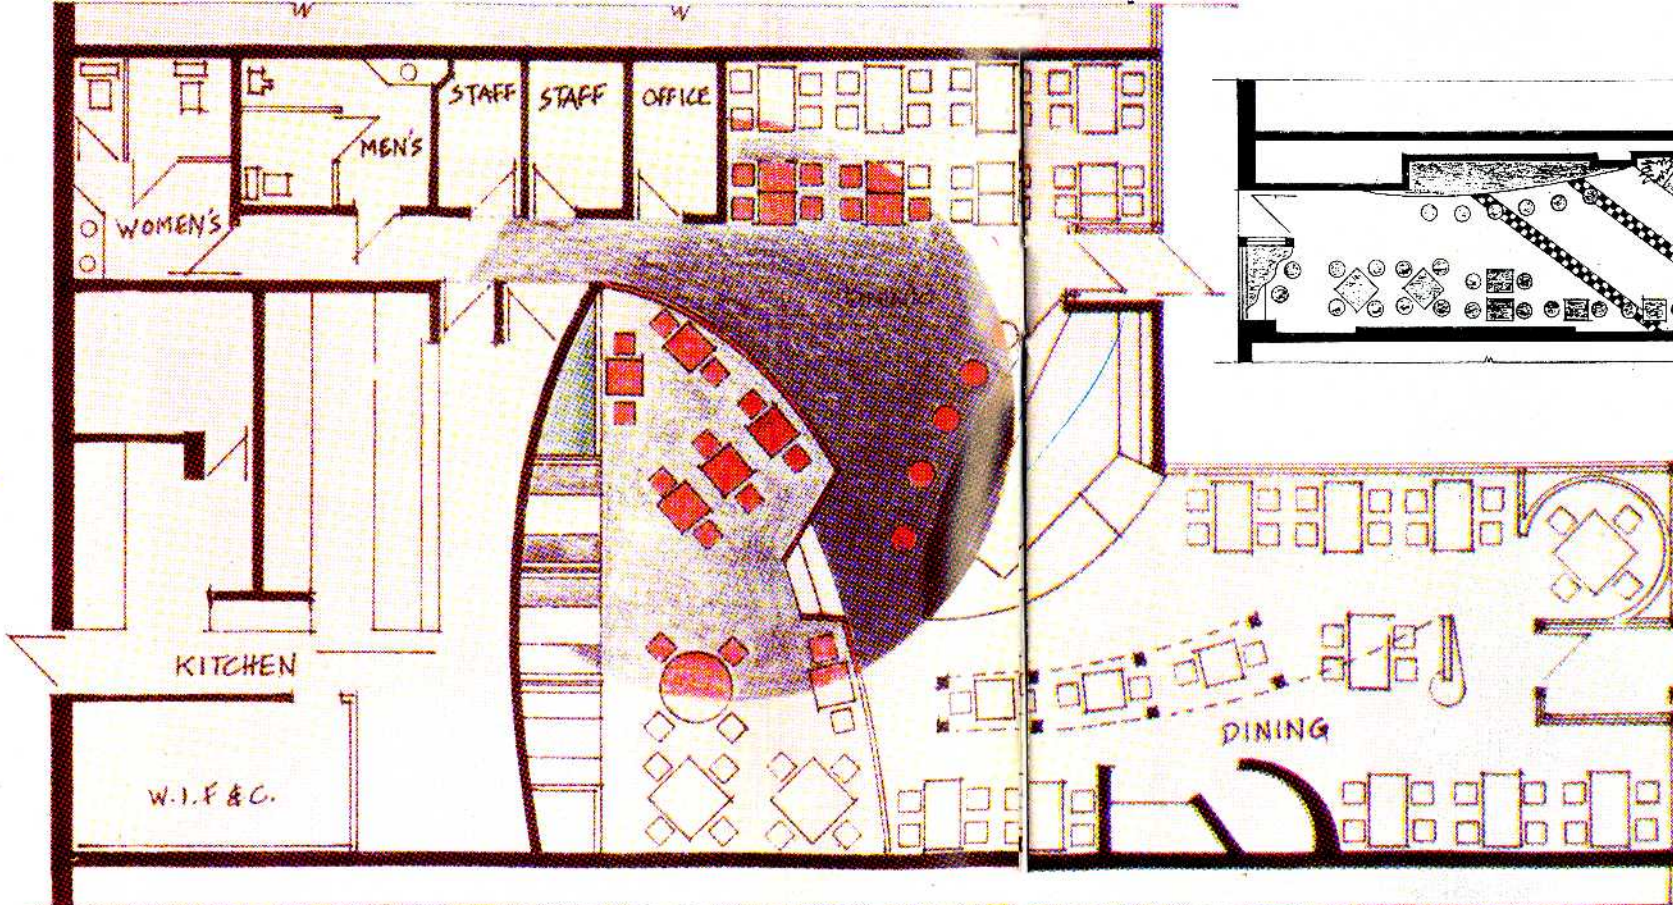 STAFF
STAFF
OFFICE
MEN'S
WOMEN'S
KITCHEN
DINING
W.I.F & C.